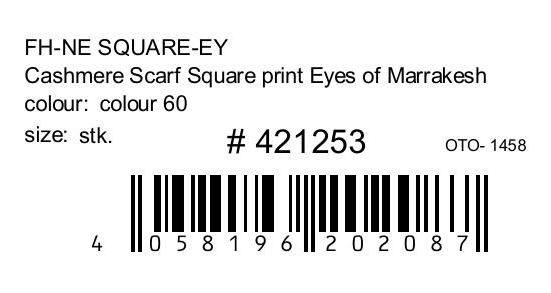 FH-NE SQUARE-EY
Cashmere Scarf Square print Eyes of Marrakesh
colour: colour 60
size: stk.
# 421253
OTO- 1458
4 058196 202087